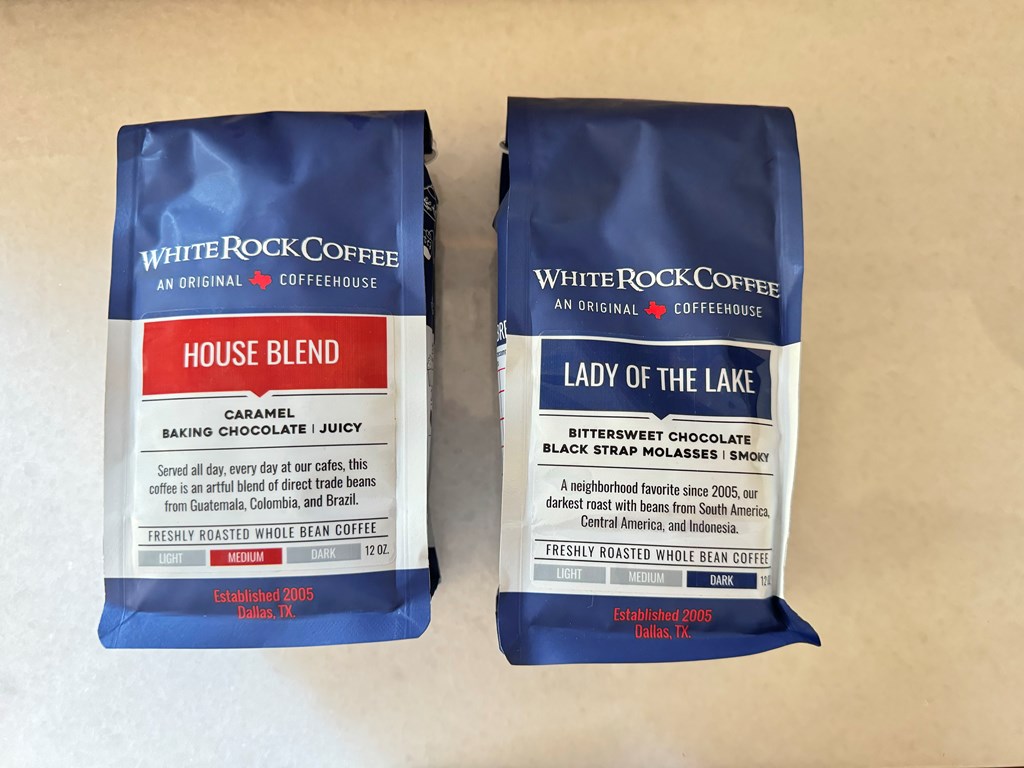 WHITE ROCK COFFEE
AN ORIGINAL COFFEEHOUSE
HOUSE BLEND
CARAMEL
BAKING CHOCOLATE | JUICY
Served all day, every day at our cafes, this
coffee is an artful blend of direct trade beans
from Guatemala, Colombia, and Brazil.
FRESHLY ROASTED WHOLE BEAN COFFEE
LIGHT MEDIUM DARK 12 OZ.
Established 2005
Dallas, TX.
WHITE ROCK COFFEE
AN ORIGINAL COFFEEHOUSE
LADY OF THE LAKE
BITTERSWEET CHOCOLATE
BLACK STRAP MOLASSES | SMOKY
A neighborhood favorite since 2005, our
darkest roast with beans from South America,
Central America, and Indonesia.
FRESHLY ROASTED WHOLE BEAN COFFEE
LIGHT MEDIUM DARK 12
Established 2005
Dallas, TX.